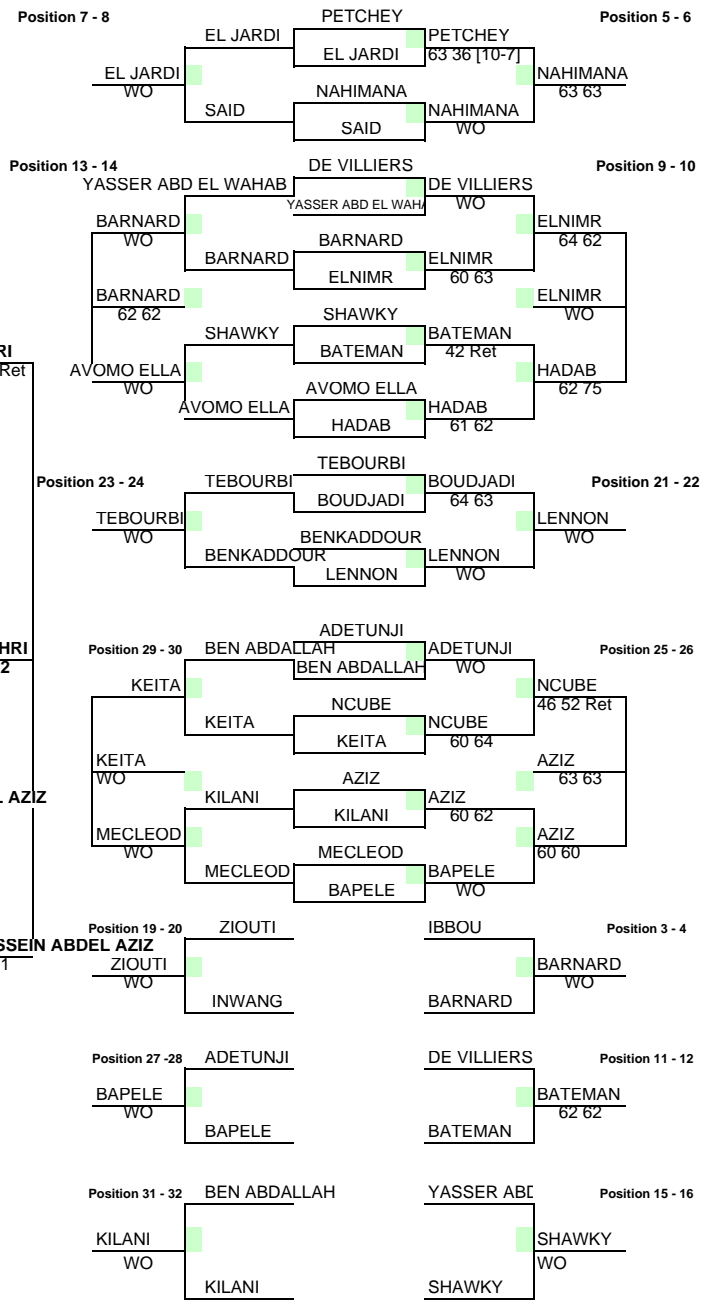 PETCHEY
Position 7 - 8 Position 5 - 6
EL JARDI PETCHEY
EL JARDI 63 36 [10-7]
EL JARDI NAHIMANA
WO 63 63
NAHIMANA
SAID NAHIMANA
SAID WO
Position 13 - 14 DE VILLIERS Position 9 - 10
YASSER ABD EL WAHAB DE VILLIERS
YASSER ABD EL WAHA WO
BARNARD ELNIMR
WO 64 62
BARNARD
BARNARD ELNIMR
ELNIMR 60 63
BARNARD ELNIMR
62 62 WO
SHAWKY
SHAWKY BATEMAN
RI BATEMAN 42 Ret
Ret AVOMO ELLA HADAB
WO 62 75
AVOMO ELLA
AVOMO ELLA HADAB
HADAB 61 62
TEBOURBI
Position 23 - 24 TEBOURBI BOUDJADI Position 21 - 22
BOUDJADI 64 63
TEBOURBI LENNON
WO WO
BENKADDOUR
BENKADDOUR LENNON
LENNON WO
ADETUNJI
HRI Position 29 - 30 BEN ABDALLAH ADETUNJI Position 25 - 26
2 BEN ABDALLAH WO
KEITA NCUBE
46 52 Ret
NCUBE
KEITA NCUBE
KEITA 60 64
KEITA AZIZ
WO 63 63
AZIZ
L AZIZ KILANI AZIZ
KILANI 60 62
MECLEOD AZIZ
WO 60 60
MECLEOD
MECLEOD BAPELE
BAPELE WO
Position 19 - 20 ZIOUTI IBBOU Position 3 - 4
SSEIN ABDEL AZIZ
1 ZIOUTI BARNARD
WO WO
INWANG BARNARD
Position 27 -28 ADETUNJI DE VILLIERS Position 11 - 12
BAPELE BATEMAN
WO 62 62
BAPELE BATEMAN
Position 31 - 32 BEN ABDALLAH YASSER ABD Position 15 - 16
KILANI SHAWKY
WO WO
KILANI SHAWKY